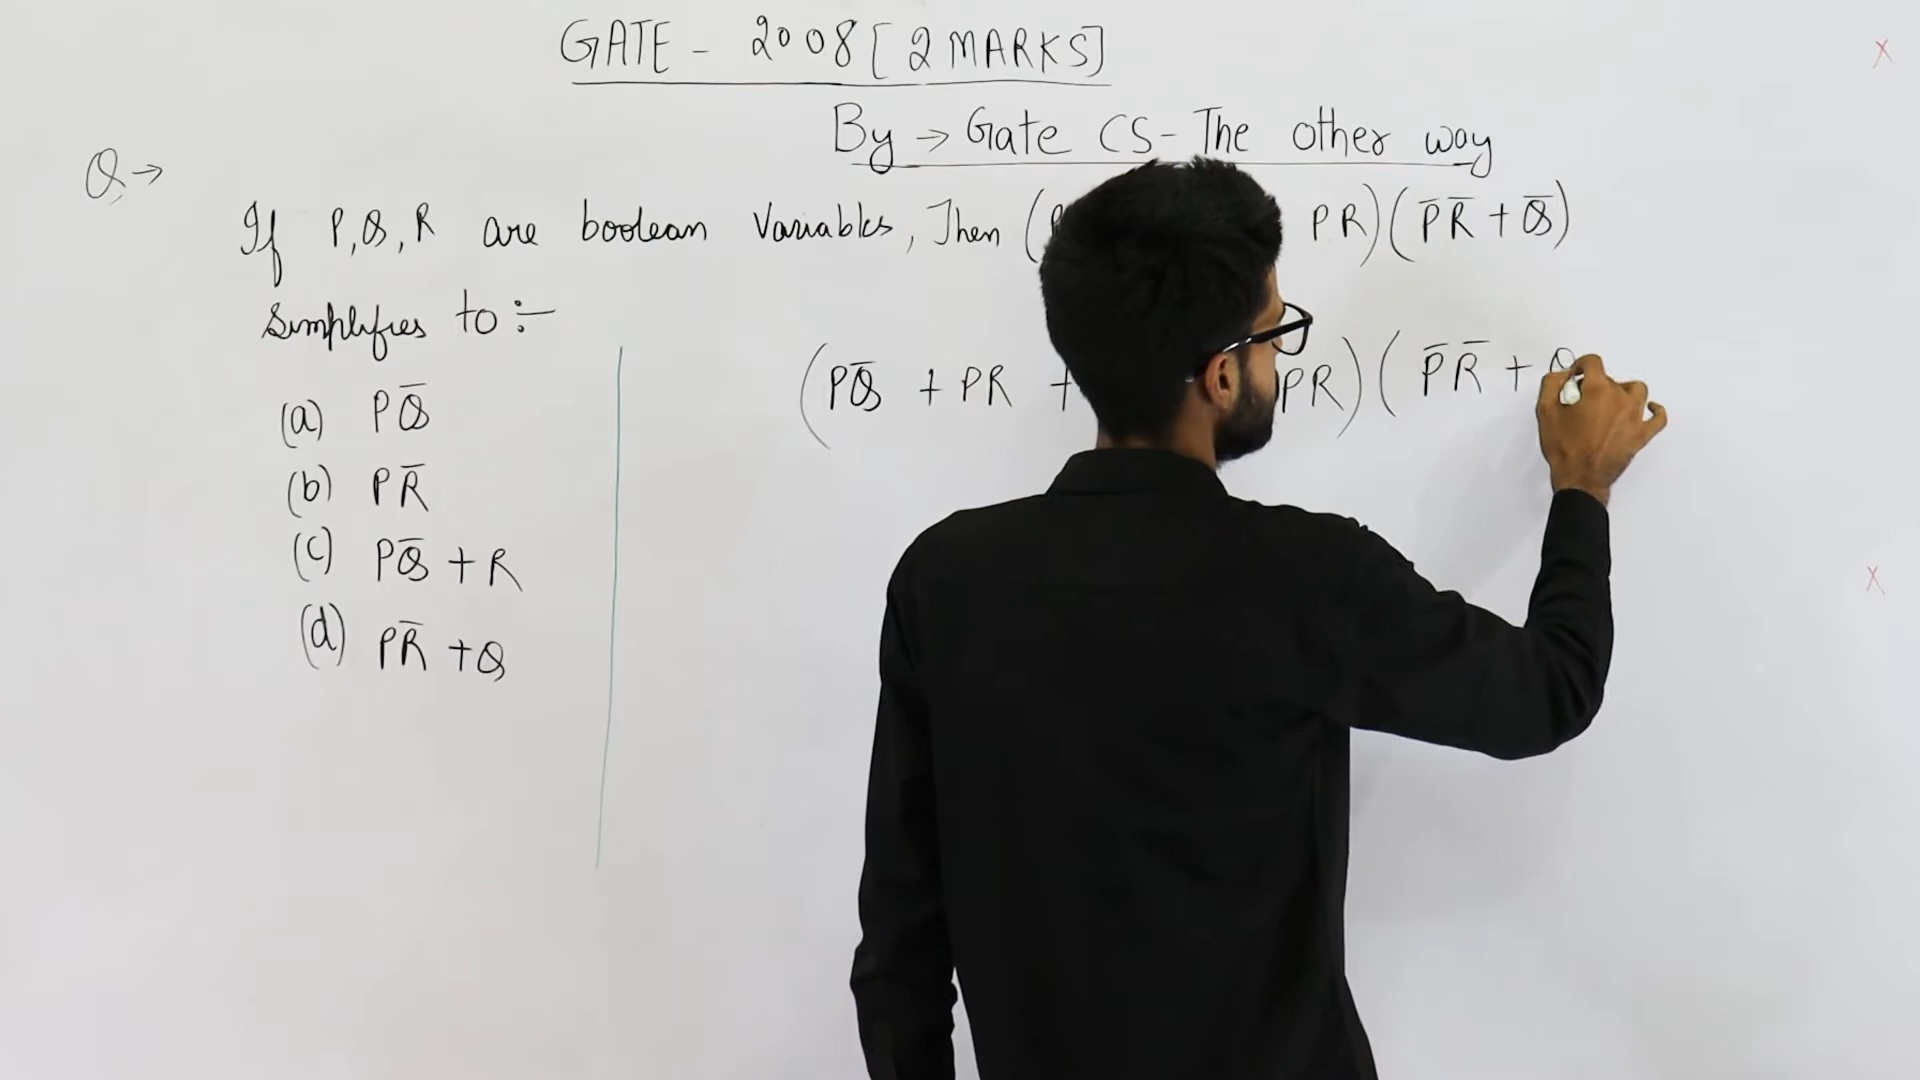 GATE - 2008 [2 MARKS]
By → Gate CS - The other way
Q →
If P, Q, R are boolean Variables, Then ( PR)(P̅R̅ + Q̅)
Simplifies to :-
(a) PQ̅
(b) PR̅
(c) PQ̅ + R
(d) PR̅ + Q
(PQ̅ + PR + PR)(P̅R̅ + Q
X
X